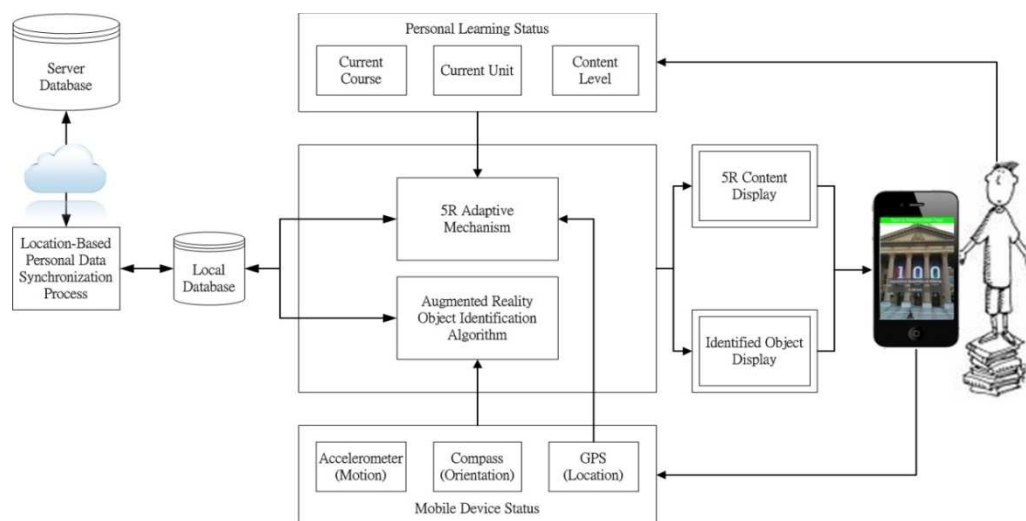 Server
Database
Location-Based
Personal Data
Synchronization
Process
Local
Database
Personal Learning Status
Current
Course
Current Unit
Content
Level
5R Adaptive
Mechanism
Augmented Reality
Object Identification
Algorithm
Accelerometer
(Motion)
Compass
(Orientation)
GPS
(Location)
Mobile Device Status
5R Content
Display
Identified Object
Display
100